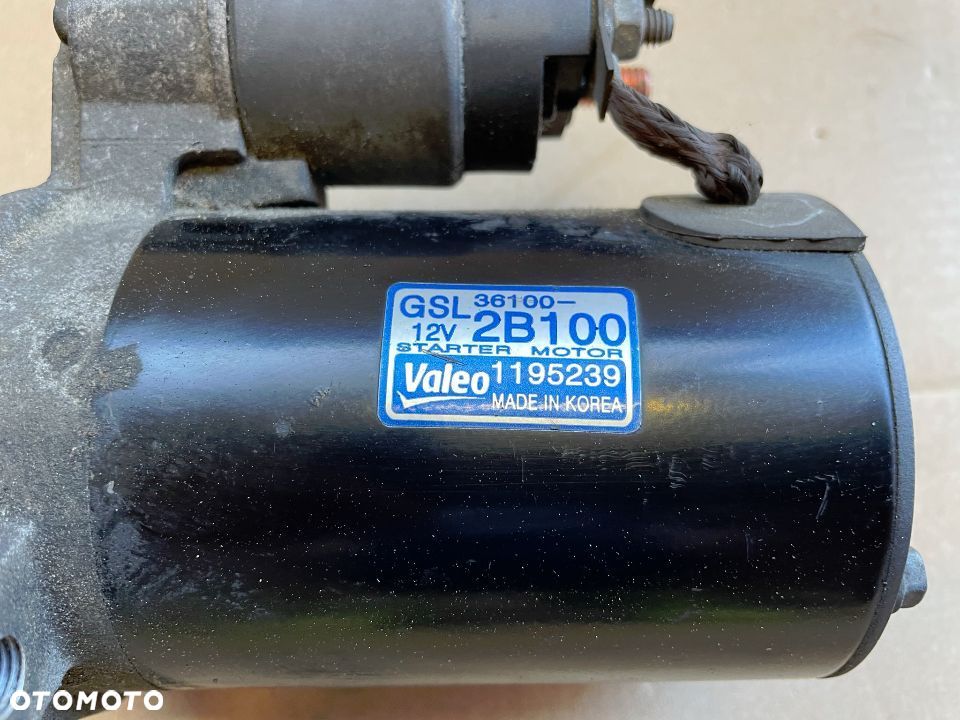 GSL 36100-
12V 2B100
STARTER MOTOR
Valeo 1195239
MADE IN KOREA
OTOMOTO